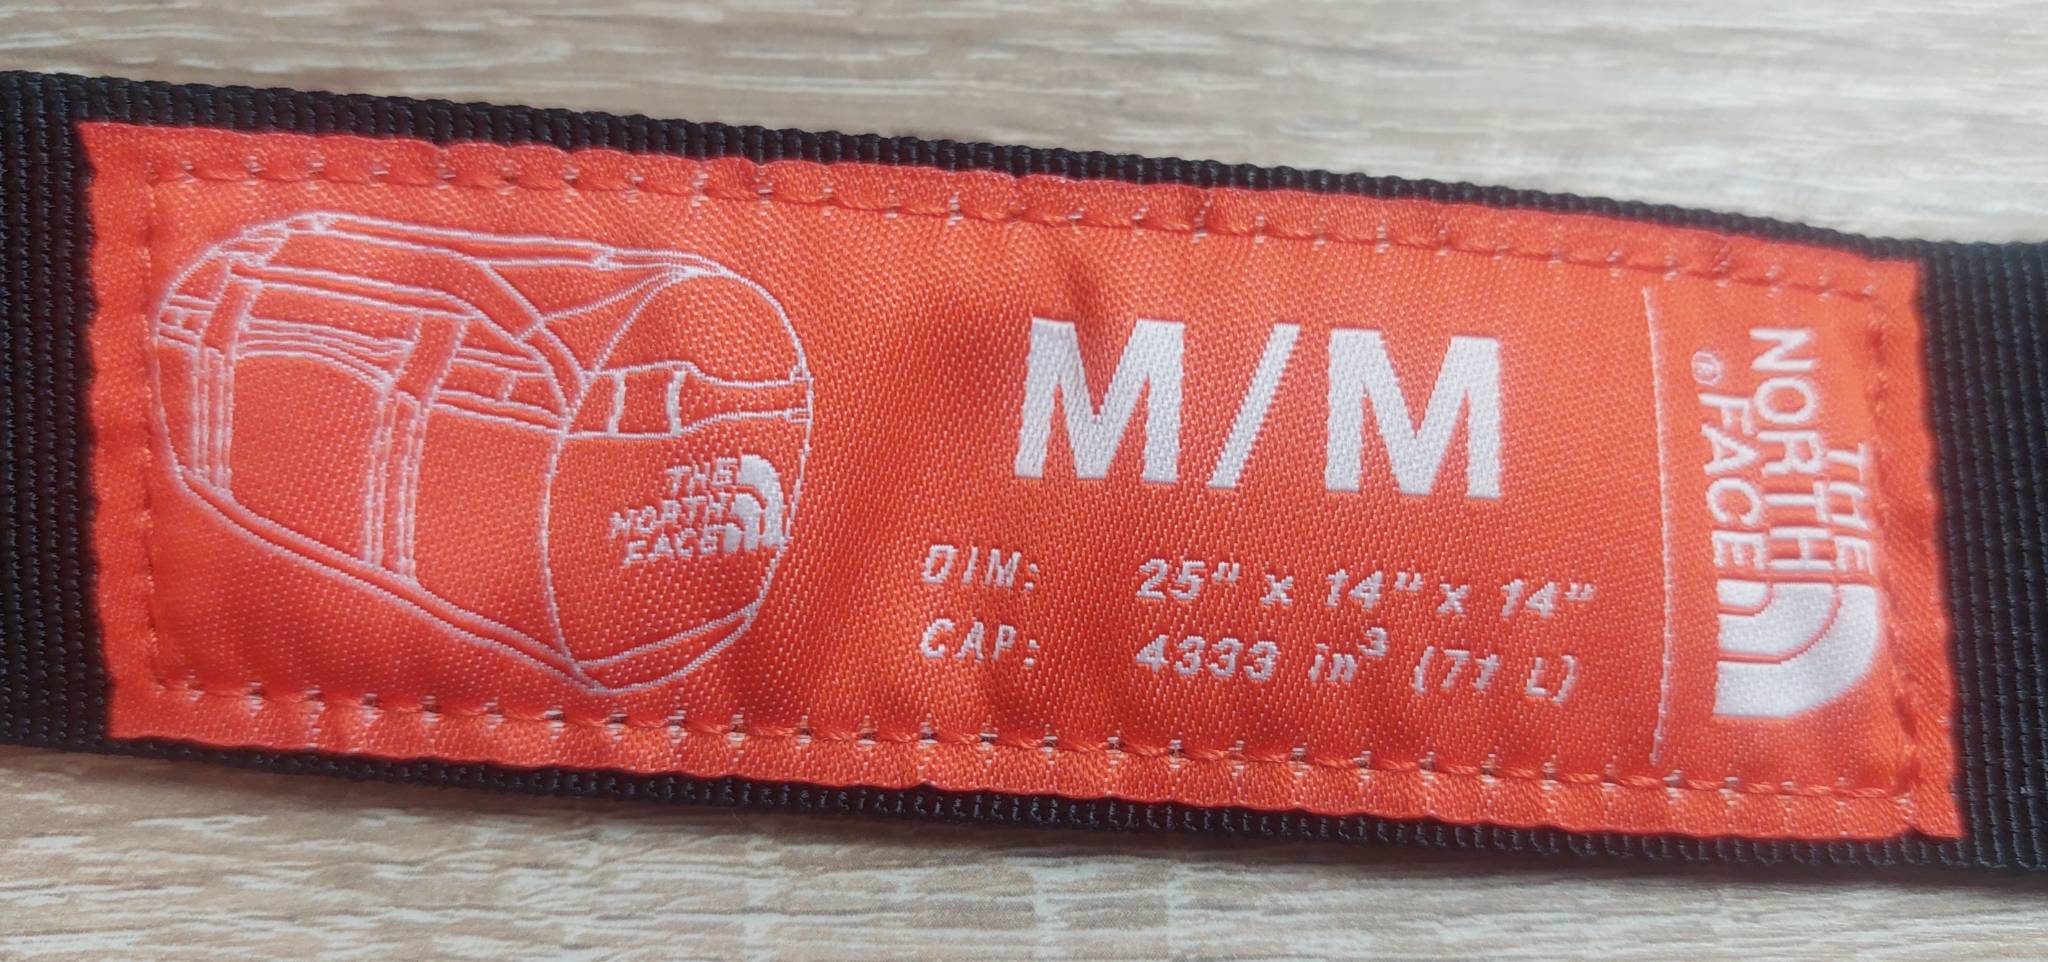 THE
NORTH
FACE
M/M
DIM: 25" x 14" x 14"
CAP: 4333 in³ (71 L)
THE
NORTH
FACE
®